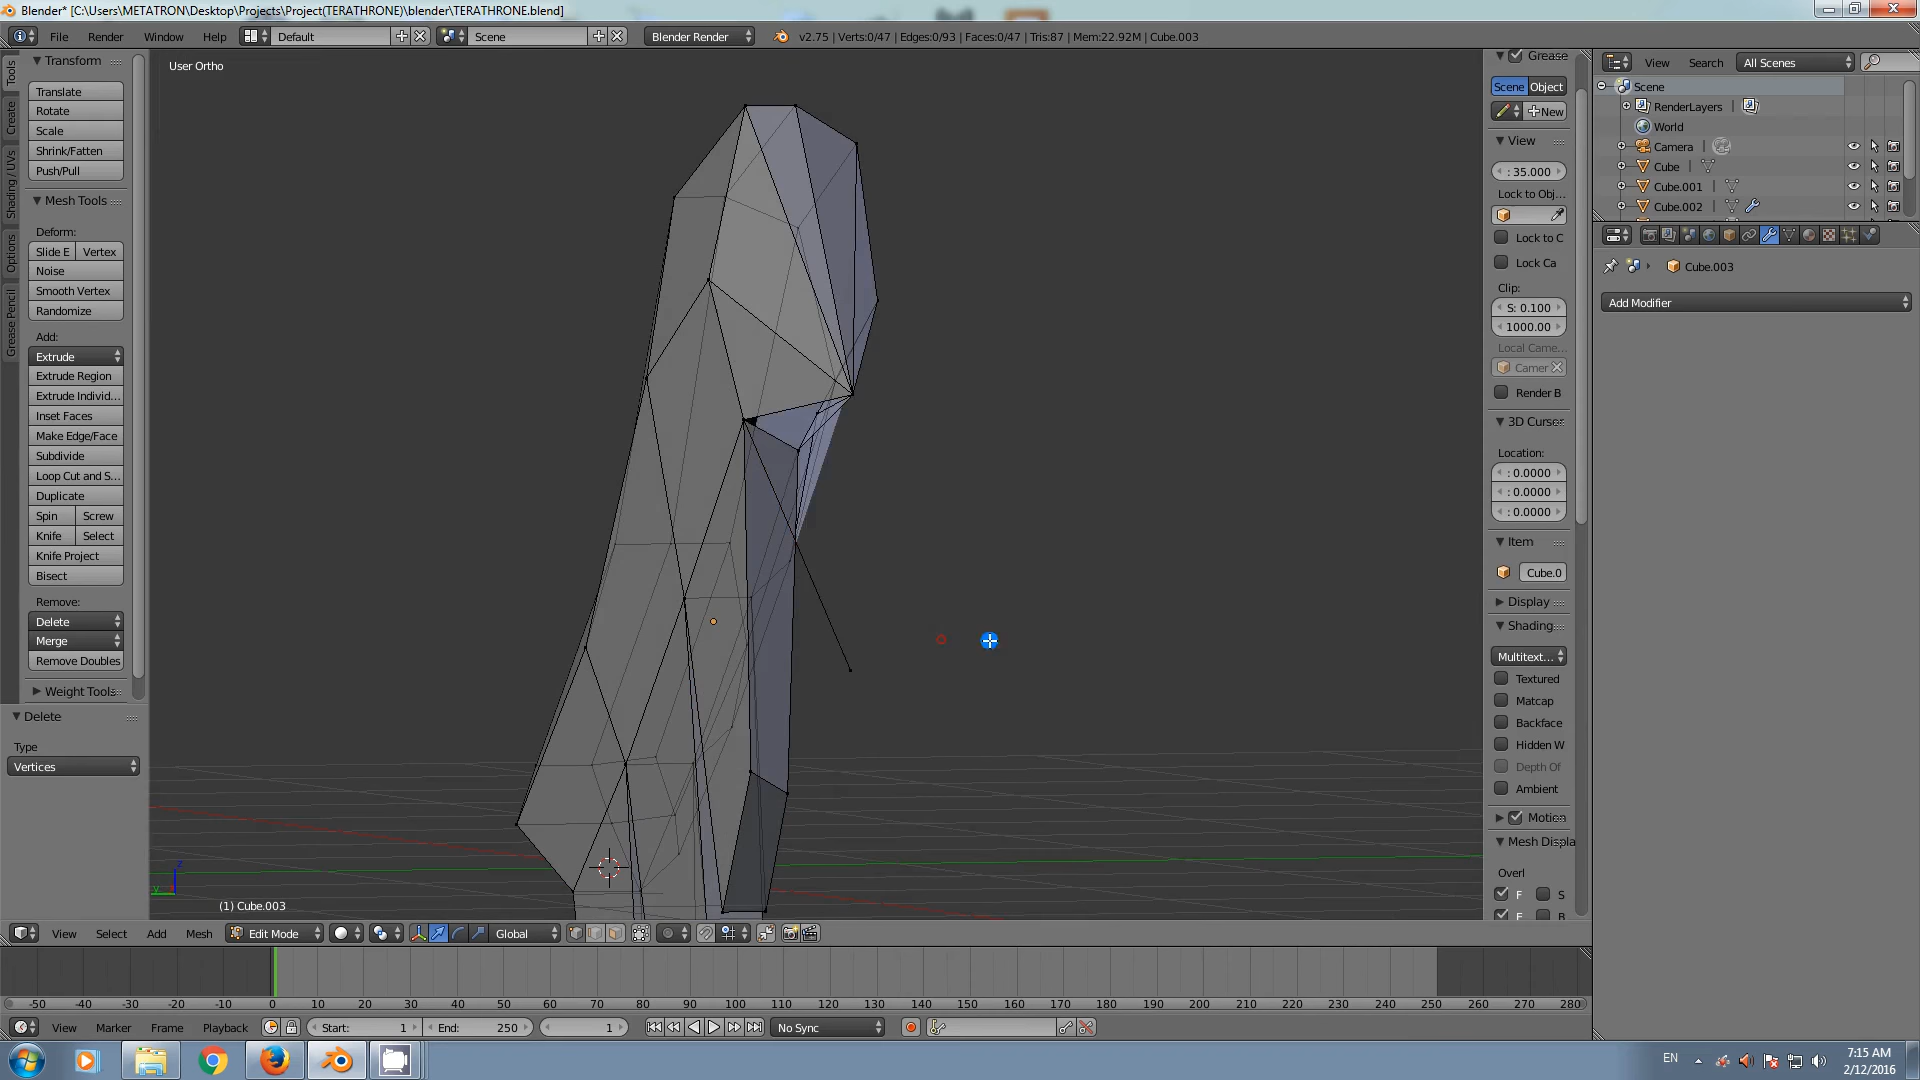 Blender* [C:\Users\METATRON\Desktop\Projects\Project(TERATHRONE)\blender\TERATHRONE.blend]
File Render Window Help Default Scene Blender Render v2.75 | Verts:0/47 | Edges:0/93 | Faces:0/47 | Tris:87 | Mem:22.92M | Cube.003
Tools
Create
Shading / UVs
Options
Grease Pencil
Transform
Translate
Rotate
Scale
Shrink/Fatten
Push/Pull
Mesh Tools
Deform:
Slide E Vertex
Noise
Smooth Vertex
Randomize
Add:
Extrude
Extrude Region
Extrude Individ...
Inset Faces
Make Edge/Face
Subdivide
Loop Cut and S...
Duplicate
Spin Screw
Knife Select
Knife Project
Bisect
Remove:
Delete
Merge
Remove Doubles
Weight Tools
Delete
Type
Vertices
User Ortho
z
y
(1) Cube.003
Grease
Scene Object
New
View
: 35.000
Lock to Obj...
Lock to C
Lock Ca
Clip:
S: 0.100
1000.00
Local Came...
Camer
Render B
3D Curso
Location:
: 0.0000
: 0.0000
: 0.0000
Item
Cube.0
Display
Shading
Multitext...
Textured
Matcap
Backface
Hidden W
Depth Of
Ambient
Motion
Mesh Displa
Overl
F S
View Search All Scenes
Scene
RenderLayers
World
Camera
Cube
Cube.001
Cube.002
Cube.003
Add Modifier
View Select Add Mesh Edit Mode Global
-50 -40 -30 -20 -10 0 10 20 30 40 50 60 70 80 90 100 110 120 130 140 150 160 170 180 190 200 210 220 230 240 250 260 270 280
View Marker Frame Playback Start: 1 End: 250 1 No Sync
EN
7:15 AM
2/12/2016